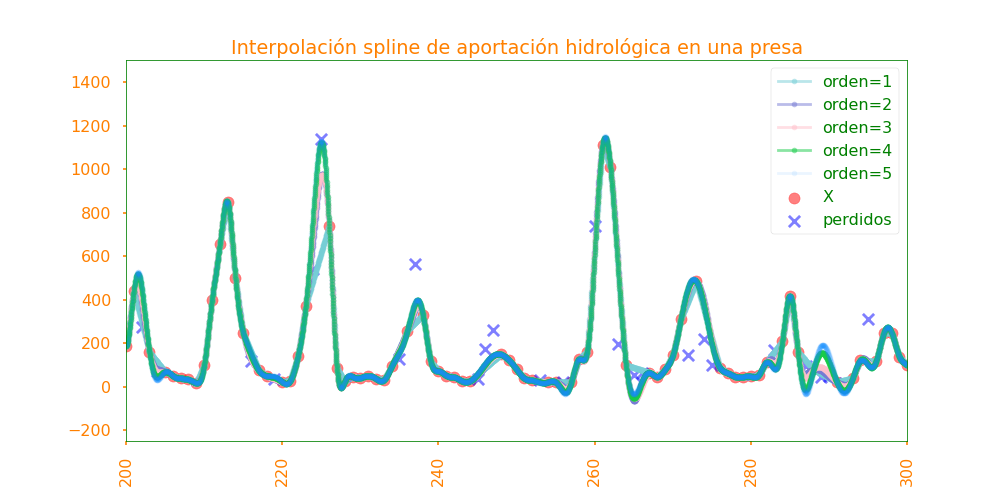 Interpolación spline de aportación hidrológica en una presa
1400
1200
1000
800
600
400
200
0
−200
200
220
240
260
280
300
orden=1
orden=2
orden=3
orden=4
orden=5
X
perdidos